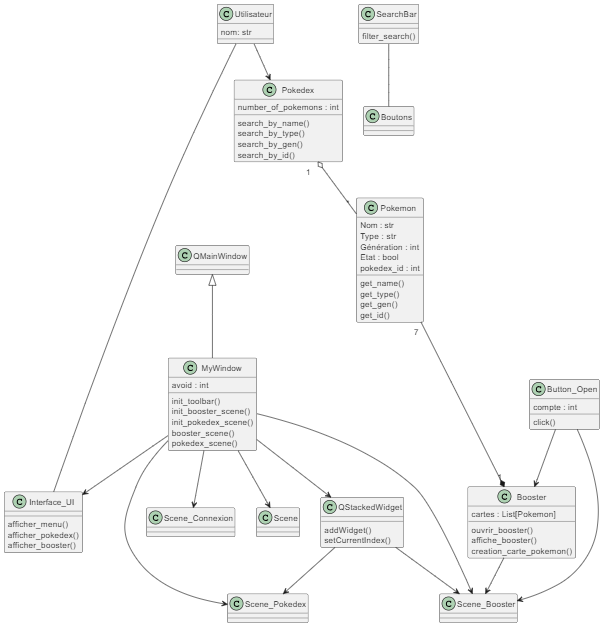 C Utilisateur
nom: str
C SearchBar
filter_search()
C Pokedex
number_of_pokemons : int
search_by_name()
search_by_type()
search_by_gen()
search_by_id()
C Boutons
1
C Pokemon
Nom : str
Type : str
Génération : int
Etat : bool
pokedex_id : int
get_name()
get_type()
get_gen()
get_id()
7
C QMainWindow
C MyWindow
avoid : int
init_toolbar()
init_booster_scene()
init_pokedex_scene()
booster_scene()
pokedex_scene()
C Button_Open
compte : int
click()
C Interface_UI
afficher_menu()
afficher_pokedex()
afficher_booster()
C Scene_Connexion
C Scene
C QStackedWidget
addWidget()
setCurrentIndex()
C Booster
cartes : List[Pokemon]
ouvrir_booster()
affiche_booster()
creation_carte_pokemon()
C Scene_Pokedex
C Scene_Booster